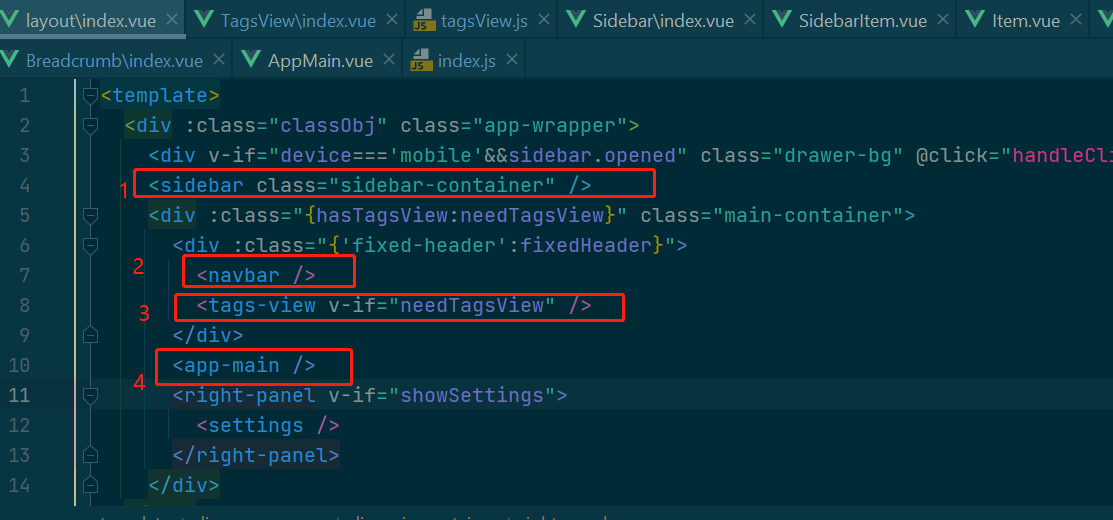 layout\index.vue TagsView\index.vue tagsView.js Sidebar\index.vue SidebarItem.vue Item.vue
Breadcrumb\index.vue AppMain.vue index.js
1 <template>
2 <div :class="classObj" class="app-wrapper">
3 <div v-if="device==='mobile'&&sidebar.opened" class="drawer-bg" @click="handleCli
4 1 <sidebar class="sidebar-container" />
5 <div :class="{hasTagsView:needTagsView}" class="main-container">
6 <div :class="{'fixed-header':fixedHeader}">
7 2 <navbar />
8 3 <tags-view v-if="needTagsView" />
9 </div>
10 4 <app-main />
11 <right-panel v-if="showSettings">
12 <settings />
13 </right-panel>
14 </div>